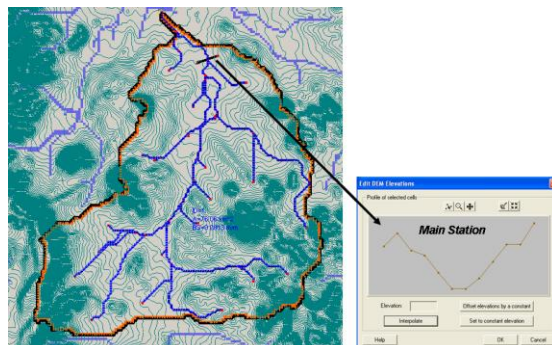 Edit DEM Elevations
Profile of selected cells
Main Station
Elevation:
Offset elevations by a constant
Interpolate
Set to constant elevation
Help
OK
Cancel